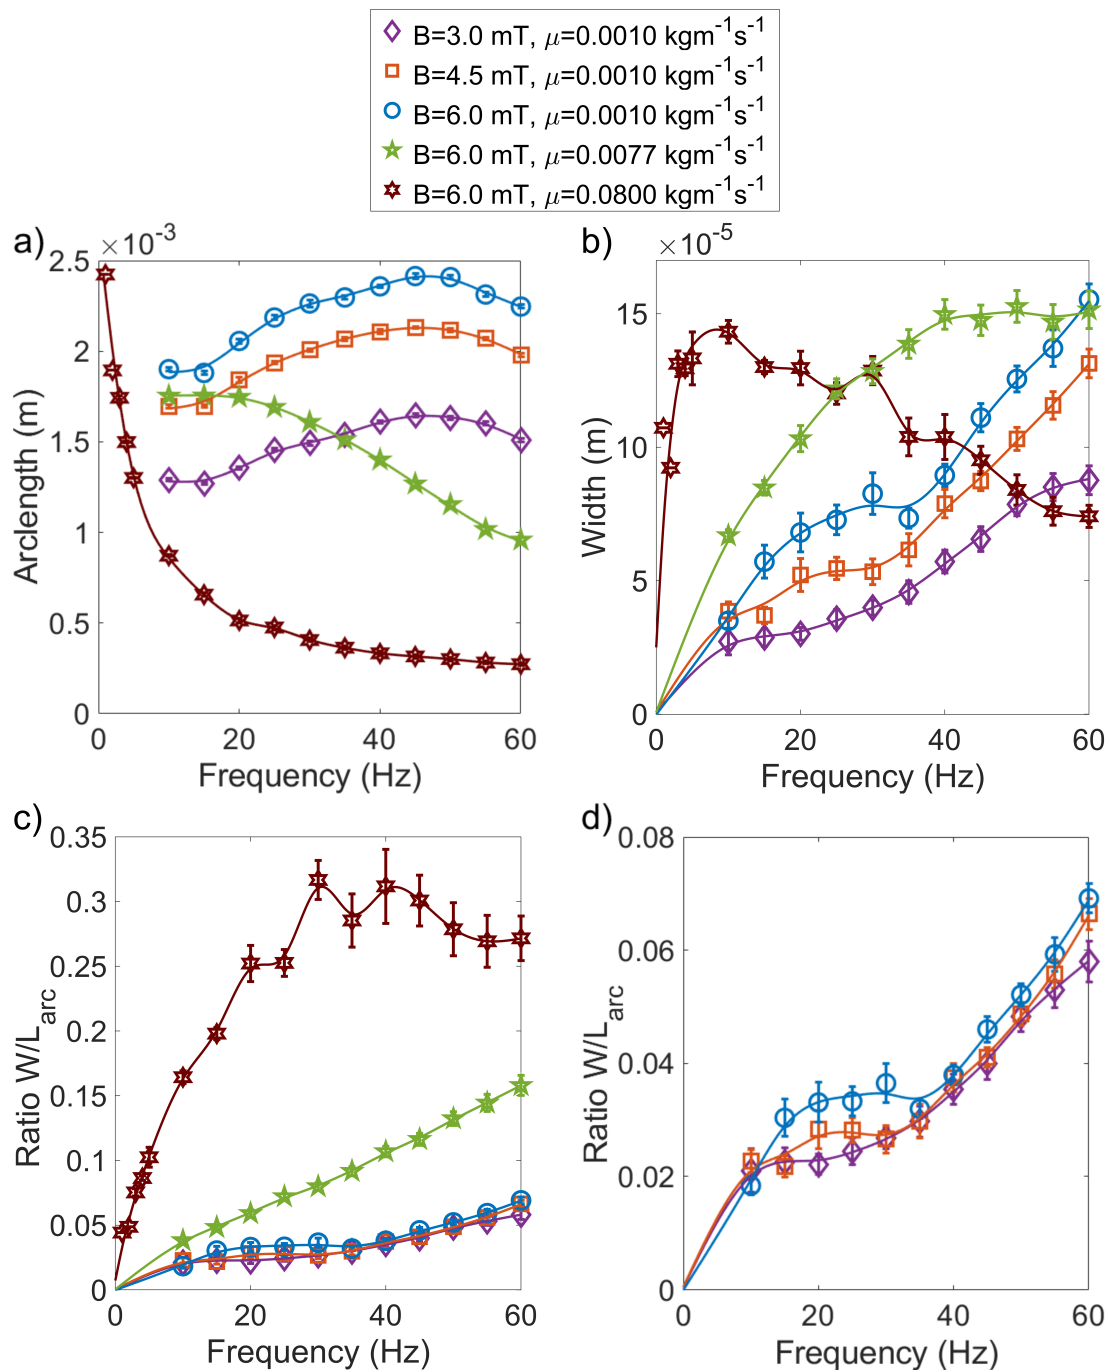 B=3.0 mT, μ=0.0010 kgm⁻¹s⁻¹
B=4.5 mT, μ=0.0010 kgm⁻¹s⁻¹
B=6.0 mT, μ=0.0010 kgm⁻¹s⁻¹
B=6.0 mT, μ=0.0077 kgm⁻¹s⁻¹
B=6.0 mT, μ=0.0800 kgm⁻¹s⁻¹
a)
×10⁻³
2.5
2
1.5
1
0.5
0
Arclength (m)
0 20 40 60
Frequency (Hz)
b)
×10⁻⁵
15
10
5
0
Width (m)
0 20 40 60
Frequency (Hz)
c)
0.35
0.3
0.25
0.2
0.15
0.1
0.05
0
Ratio W/L_arc
0 20 40 60
Frequency (Hz)
d)
0.08
0.06
0.04
0.02
0
Ratio W/L_arc
0 20 40 60
Frequency (Hz)